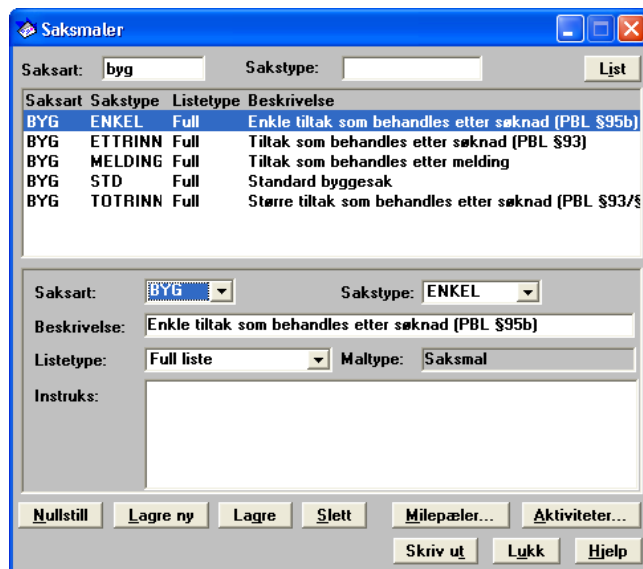 Saksmaler
Saksart: byg Sakstype: List
Saksart Sakstype Listetype Beskrivelse
BYG ENKEL Full Enkle tiltak som behandles etter søknad (PBL §95b)
BYG ETTRINN Full Tiltak som behandles etter søknad (PBL §93)
BYG MELDING Full Tiltak som behandles etter melding
BYG STD Full Standard byggesak
BYG TOTRINN Full Større tiltak som behandles etter søknad (PBL §93/§
Saksart: BYG Sakstype: ENKEL
Beskrivelse: Enkle tiltak som behandles etter søknad (PBL §95b)
Listetype: Full liste Maltype: Saksmal
Instruks:
Nullstill Lagre ny Lagre Slett Milepæler... Aktiviteter...
Skriv ut Lukk Hjelp